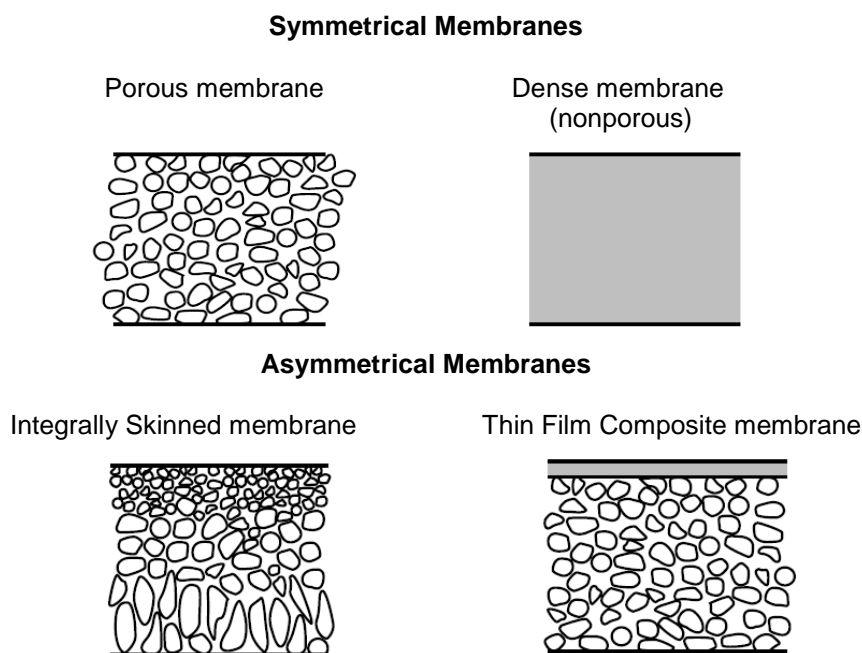 Symmetrical Membranes
Porous membrane
Dense membrane
(nonporous)
Asymmetrical Membranes
Integrally Skinned membrane
Thin Film Composite membrane